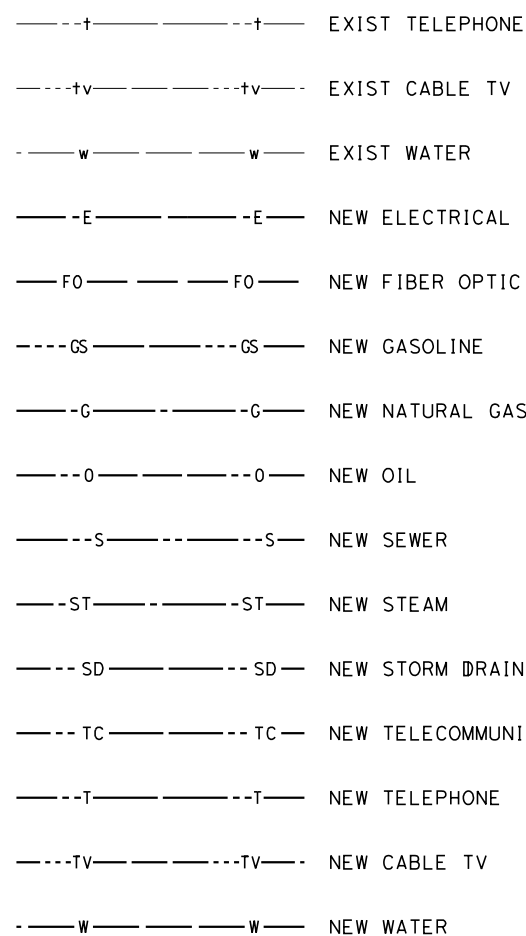 t t EXIST TELEPHONE
tv tv EXIST CABLE TV
w w EXIST WATER
E E NEW ELECTRICAL
FO FO NEW FIBER OPTIC
GS GS NEW GASOLINE
G G NEW NATURAL GAS
O O NEW OIL
S S NEW SEWER
ST ST NEW STEAM
SD SD NEW STORM DRAIN
TC TC NEW TELECOMMUNI
T T NEW TELEPHONE
TV TV NEW CABLE TV
W W NEW WATER